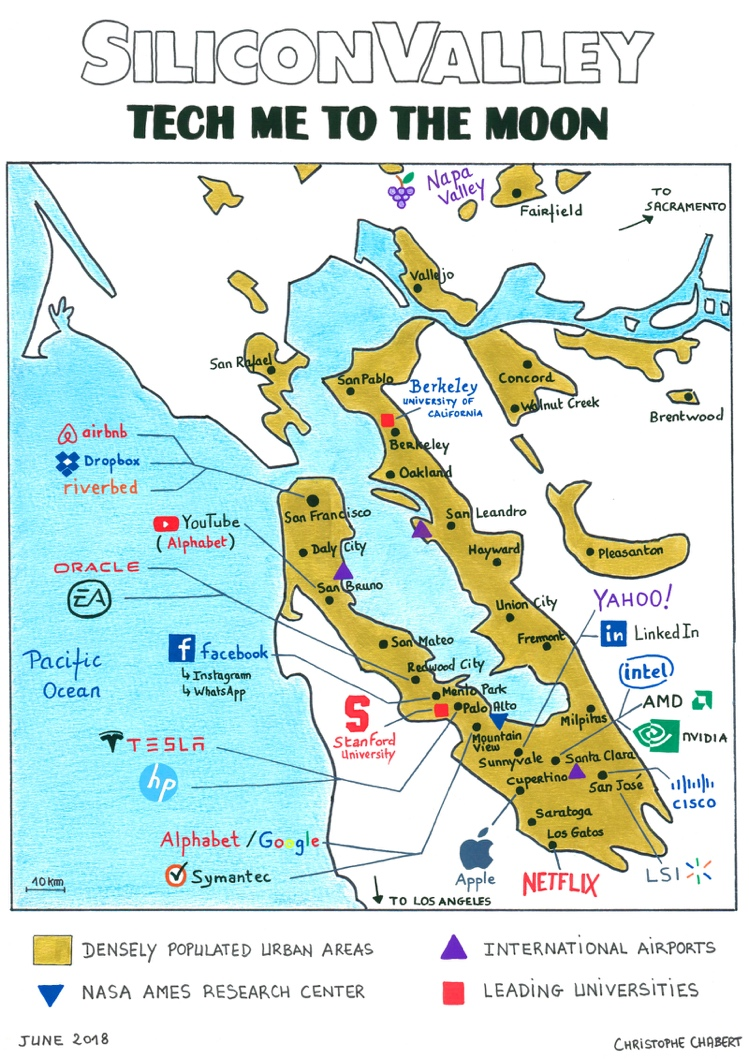 SILICON VALLEY
TECH ME TO THE MOON
Napa
Valley
Fairfield
TO
SACRAMENTO
Vallejo
San Rafael
San Pablo
Concord
Walnut Creek
Brentwood
Berkeley
UNIVERSITY OF
CALIFORNIA
Berkeley
Oakland
airbnb
Dropbox
riverbed
San Francisco
San Leandro
YouTube
(Alphabet)
Daly City
Hayward
Pleasanton
ORACLE
EA
San Bruno
Union City
YAHOO!
Fremont
LinkedIn
in
Pacific
Ocean
f facebook
↳ Instagram
↳ WhatsApp
San Mateo
Redwood City
Menlo Park
Palo Alto
S
Stanford
University
intel
AMD
NVIDIA
Milpitas
Mountain
View
Sunnyvale
Santa Clara
Cupertino
San José
CISCO
TESLA
hp
Saratoga
Los Gatos
Alphabet / Google
Symantec
Apple
NETFLIX
LSI
10 km
TO LOS ANGELES
DENSELY POPULATED URBAN AREAS
INTERNATIONAL AIRPORTS
NASA AMES RESEARCH CENTER
LEADING UNIVERSITIES
JUNE 2018
CHRISTOPHE CHABERT